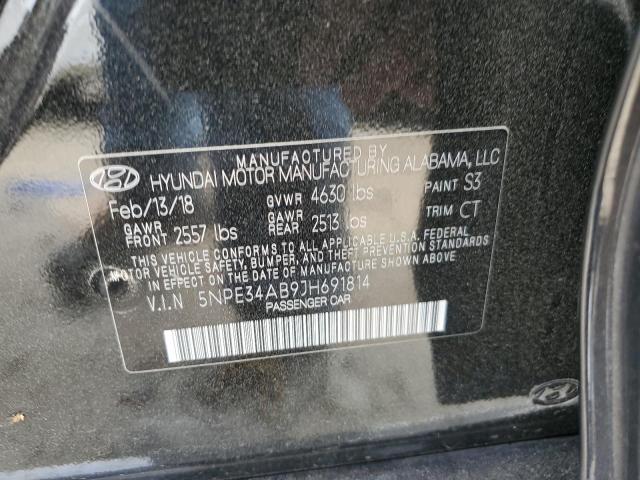 MANUFACTURED BY
HYUNDAI MOTOR MANUFACTURING ALABAMA, LLC
Feb/13/18 GVWR 4630 lbs PAINT S3
GAWR FRONT 2557 lbs GAWR REAR 2513 lbs TRIM CT
THIS VEHICLE CONFORMS TO ALL APPLICABLE U.S.A. FEDERAL
MOTOR VEHICLE SAFETY, BUMPER, AND THEFT PREVENTION STANDARDS
IN EFFECT ON THE DATE OF MANUFACTURE SHOWN ABOVE.
V.I.N 5NPE34AB9JH691814
PASSENGER CAR